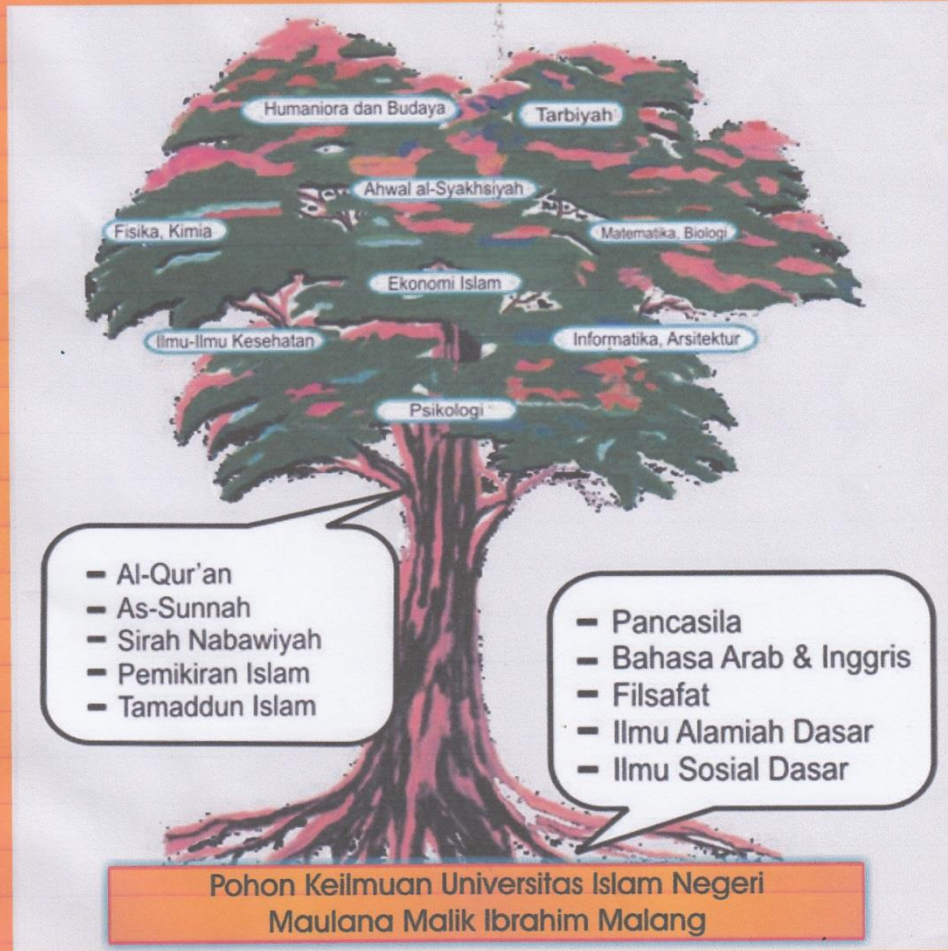 Humaniora dan Budaya
Tarbiyah
Ahwal al-Syakhsiyah
Fisika, Kimia
Matematika, Biologi
Ekonomi Islam
Ilmu-Ilmu Kesehatan
Informatika, Arsitektur
Psikologi
- Al-Qur'an
- As-Sunnah
- Sirah Nabawiyah
- Pemikiran Islam
- Tamaddun Islam
- Pancasila
- Bahasa Arab & Inggris
- Filsafat
- Ilmu Alamiah Dasar
- Ilmu Sosial Dasar
Pohon Keilmuan Universitas Islam Negeri
Maulana Malik Ibrahim Malang